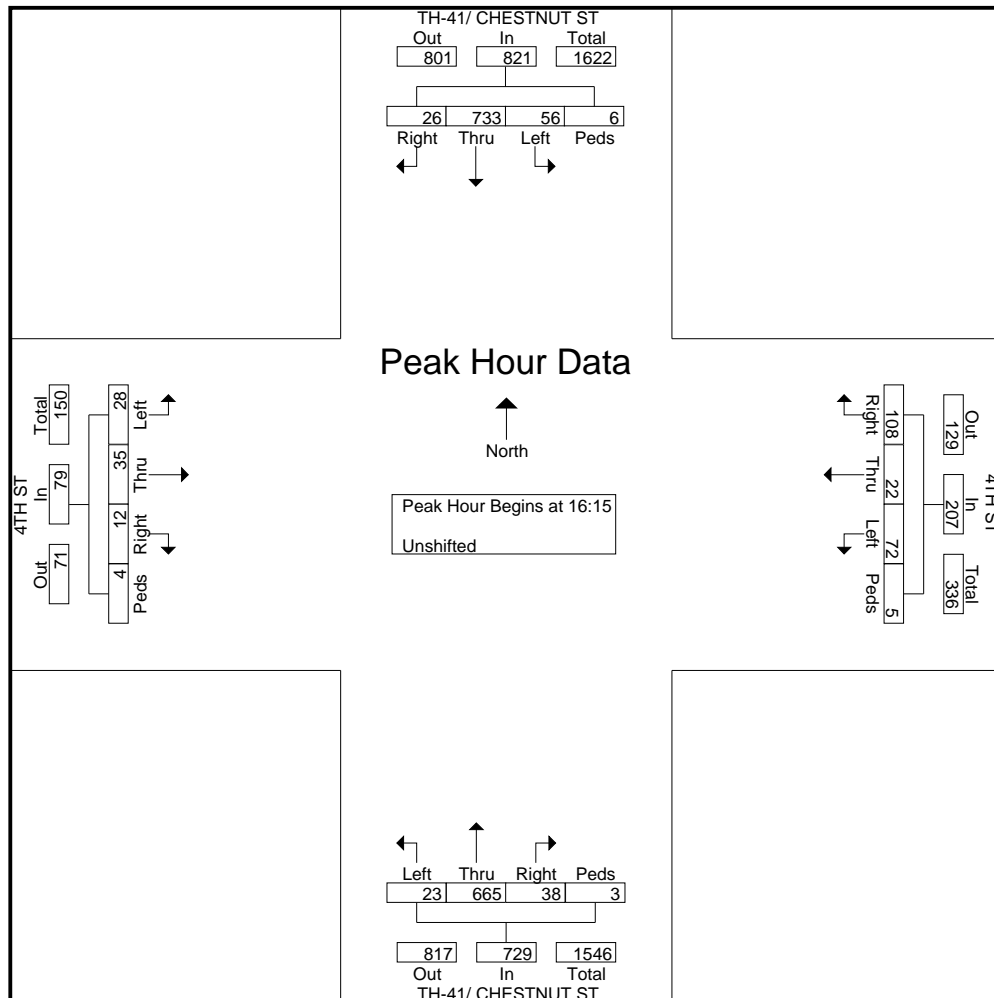 TH-41/ CHESTNUT ST
Out In Total
801 821 1622
26 733 56 6
Right Thru Left Peds
Peak Hour Data
North
Peak Hour Begins at 16:15
Unshifted
4TH ST
Total In Out
150 79 71
28 35 12 4
Left Thru Right Peds
Right Thru Left Peds
108 22 72 5
129 207 336
Out In Total
4TH ST
Left Thru Right Peds
23 665 38 3
817 729 1546
Out In Total
TH-41/ CHESTNUT ST